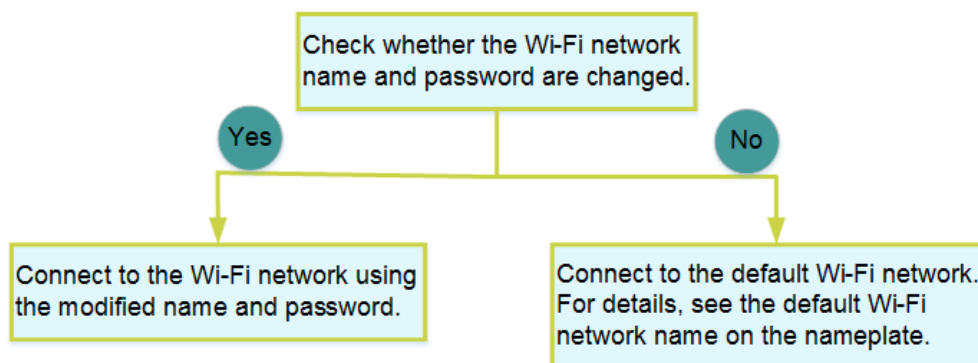 Check whether the Wi-Fi network
name and password are changed.
Yes
No
Connect to the Wi-Fi network using
the modified name and password.
Connect to the default Wi-Fi network.
For details, see the default Wi-Fi
network name on the nameplate.